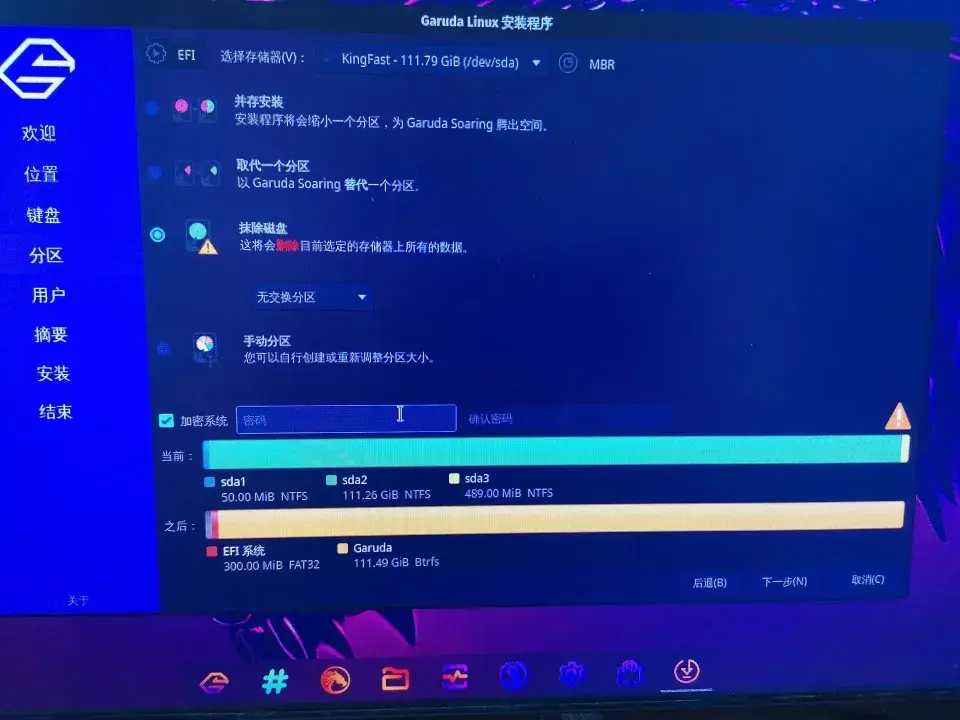 Garuda Linux 安装程序
EFI 选择存储器(V)： KingFast - 111.79 GiB (/dev/sda) MBR
欢迎
位置
键盘
分区
用户
摘要
安装
结束
关于
并存安装
安装程序将会缩小一个分区，为 Garuda Soaring 腾出空间。
取代一个分区
以 Garuda Soaring 替代一个分区。
抹除磁盘
这将会删除目前选定的存储器上所有的数据。
无交换分区
手动分区
您可以自行创建或重新调整分区大小。
加密系统 密码 确认密码
当前：
sda1 sda2 sda3
50.00 MiB NTFS 111.26 GiB NTFS 489.00 MiB NTFS
之后：
EFI 系统 Garuda
300.00 MiB FAT32 111.49 GiB Btrfs
后退(B) 下一步(N) 取消(C)